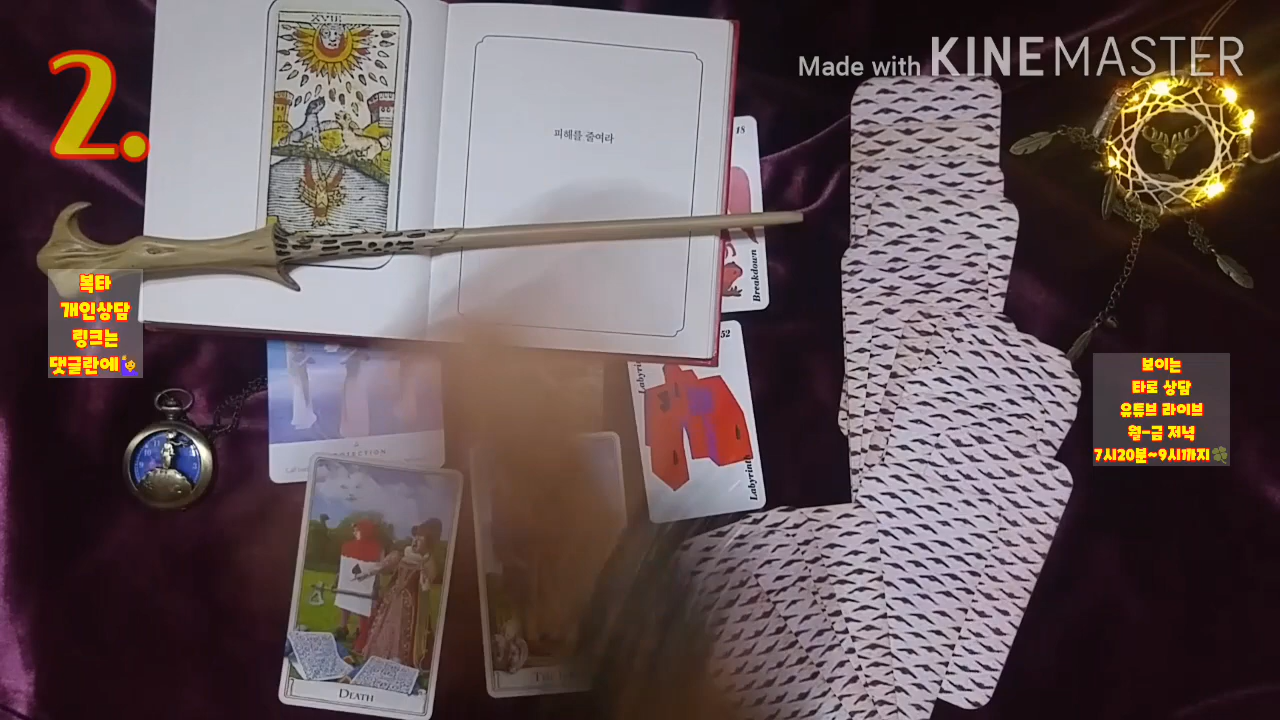 2.
XVIII
피해를 줄여라
Made with KINEMASTER
48
Breakdown
복타
개인상담
링크는
댓글란에
52
Labyrinth
보이는
타로 상담
유튜브 라이브
월-금 저녁
7시20분~9시까지
DEATH